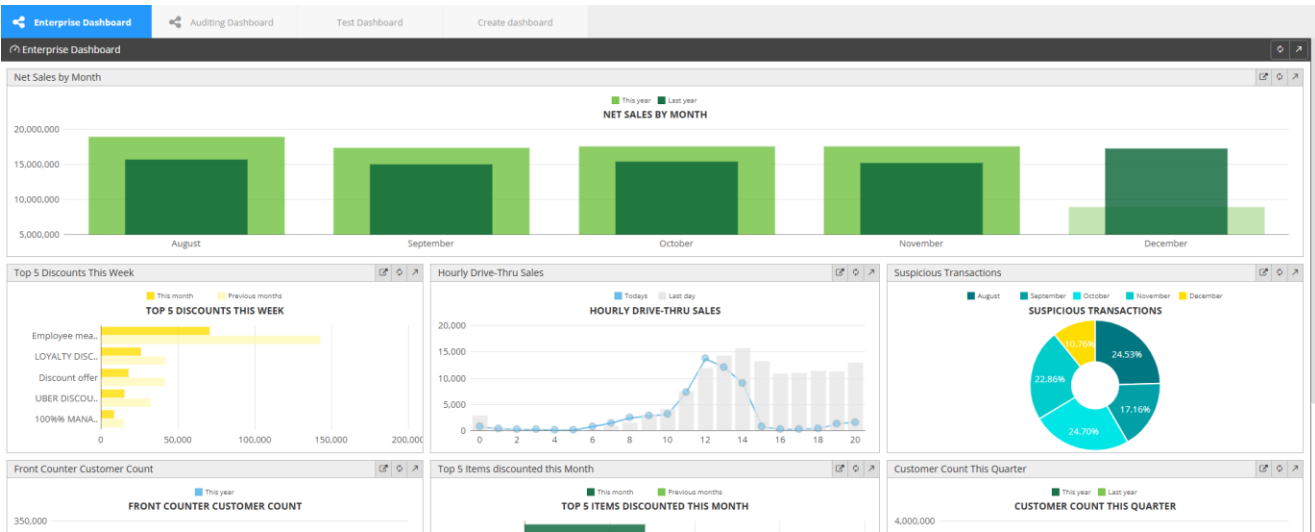 Enterprise Dashboard Auditing Dashboard Test Dashboard Create dashboard
Enterprise Dashboard
Net Sales by Month
This year Last year
NET SALES BY MONTH
20,000,000
15,000,000
10,000,000
5,000,000
August September October November December
Top 5 Discounts This Week
This month Previous months
TOP 5 DISCOUNTS THIS WEEK
Employee mea..
LOYALTY DISC..
Discount offer
UBER DISCOU..
100%% MANA..
0 50,000 100,000 150,000 200,000
Hourly Drive-Thru Sales
Todays Last day
HOURLY DRIVE-THRU SALES
20,000
15,000
10,000
5,000
0
0 2 4 6 8 10 12 14 16 18 20
Suspicious Transactions
August September October November December
SUSPICIOUS TRANSACTIONS
10.76%
24.53%
22.86%
17.16%
24.70%
Front Counter Customer Count
This year
FRONT COUNTER CUSTOMER COUNT
350,000
Top 5 Items discounted this Month
This month Previous months
TOP 5 ITEMS DISCOUNTED THIS MONTH
Customer Count This Quarter
This year Last year
CUSTOMER COUNT THIS QUARTER
4,000,000